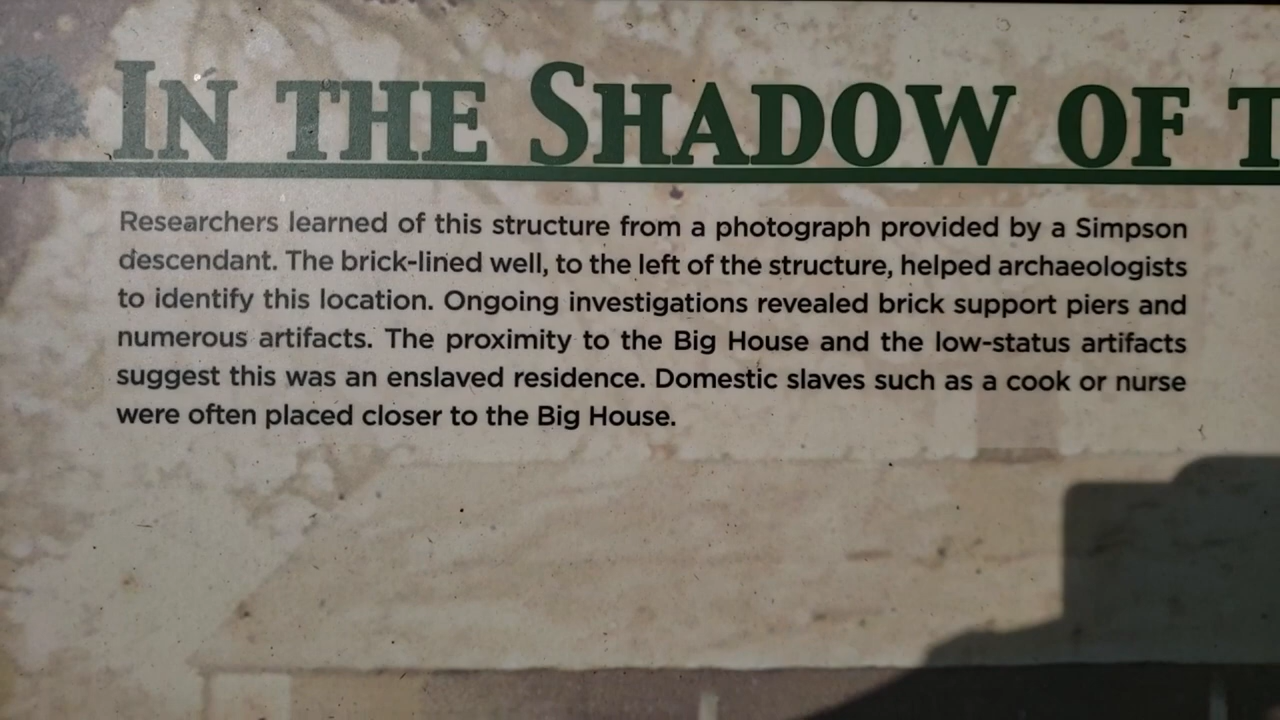 IN THE SHADOW OF T
Researchers learned of this structure from a photograph provided by a Simpson
descendant. The brick-lined well, to the left of the structure, helped archaeologists
to identify this location. Ongoing investigations revealed brick support piers and
numerous artifacts. The proximity to the Big House and the low-status artifacts
suggest this was an enslaved residence. Domestic slaves such as a cook or nurse
were often placed closer to the Big House.